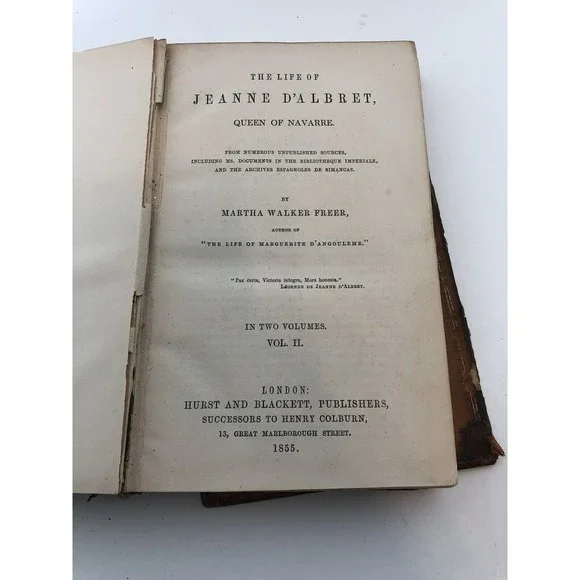 THE LIFE OF
JEANNE D'ALBRET,
QUEEN OF NAVARRE.
FROM NUMEROUS UNPUBLISHED SOURCES,
INCLUDING MS. DOCUMENTS IN THE BIBLIOTHEQUE IMPERIALE,
AND THE ARCHIVES ESPAGNOLES DE SIMANCAS.
BY
MARTHA WALKER FREER,
AUTHOR OF
"THE LIFE OF MARGUERITE D'ANGOULEME."
"Pax certa, Victoria integra, Mors honesta."
LÉGENDE DE JEANNE D'ALBRET.
IN TWO VOLUMES.
VOL. II.
LONDON:
HURST AND BLACKETT, PUBLISHERS,
SUCCESSORS TO HENRY COLBURN,
13, GREAT MARLBOROUGH STREET.
1855.